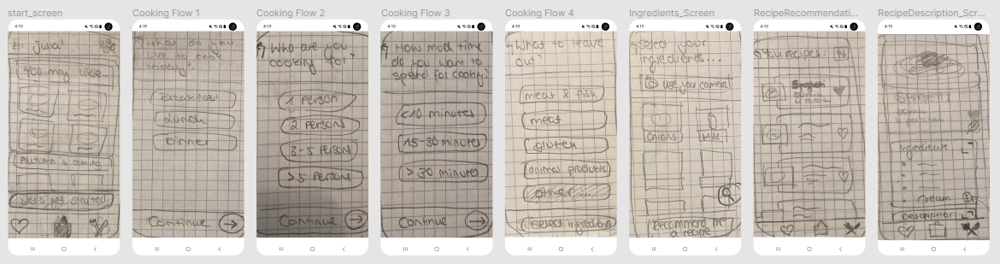 start_screen
4:19
Hi Juwal
You may like...
Autumn is coming
Let's get started
Cooking Flow 1
4:19
What do you
like to cook
today?
Breakfast
Lunch
Dinner
Continue
Cooking Flow 2
4:19
Who are you
cooking for?
1 person
2 persons
3-5 Person
>5 Persons
Continue
Cooking Flow 3
4:19
How much time
do you want to
spend for cooking?
<10 minutes
15-30 minutes
> 30 minutes
Continue
Cooking Flow 4
4:19
What to leave
out?
meat & fish
meat
gluten
animal products
other ...
(select ingredients)
Ingredients_Screen
4:19
Select your
ingredients...
use your camera!
Onions
Milk
Recommend me
a recipe
RecipeRecommendati...
4:19
Your recipes:
Spagetti
RecipeDescription_Scr...
4:19
Ingredients
Cream
Description